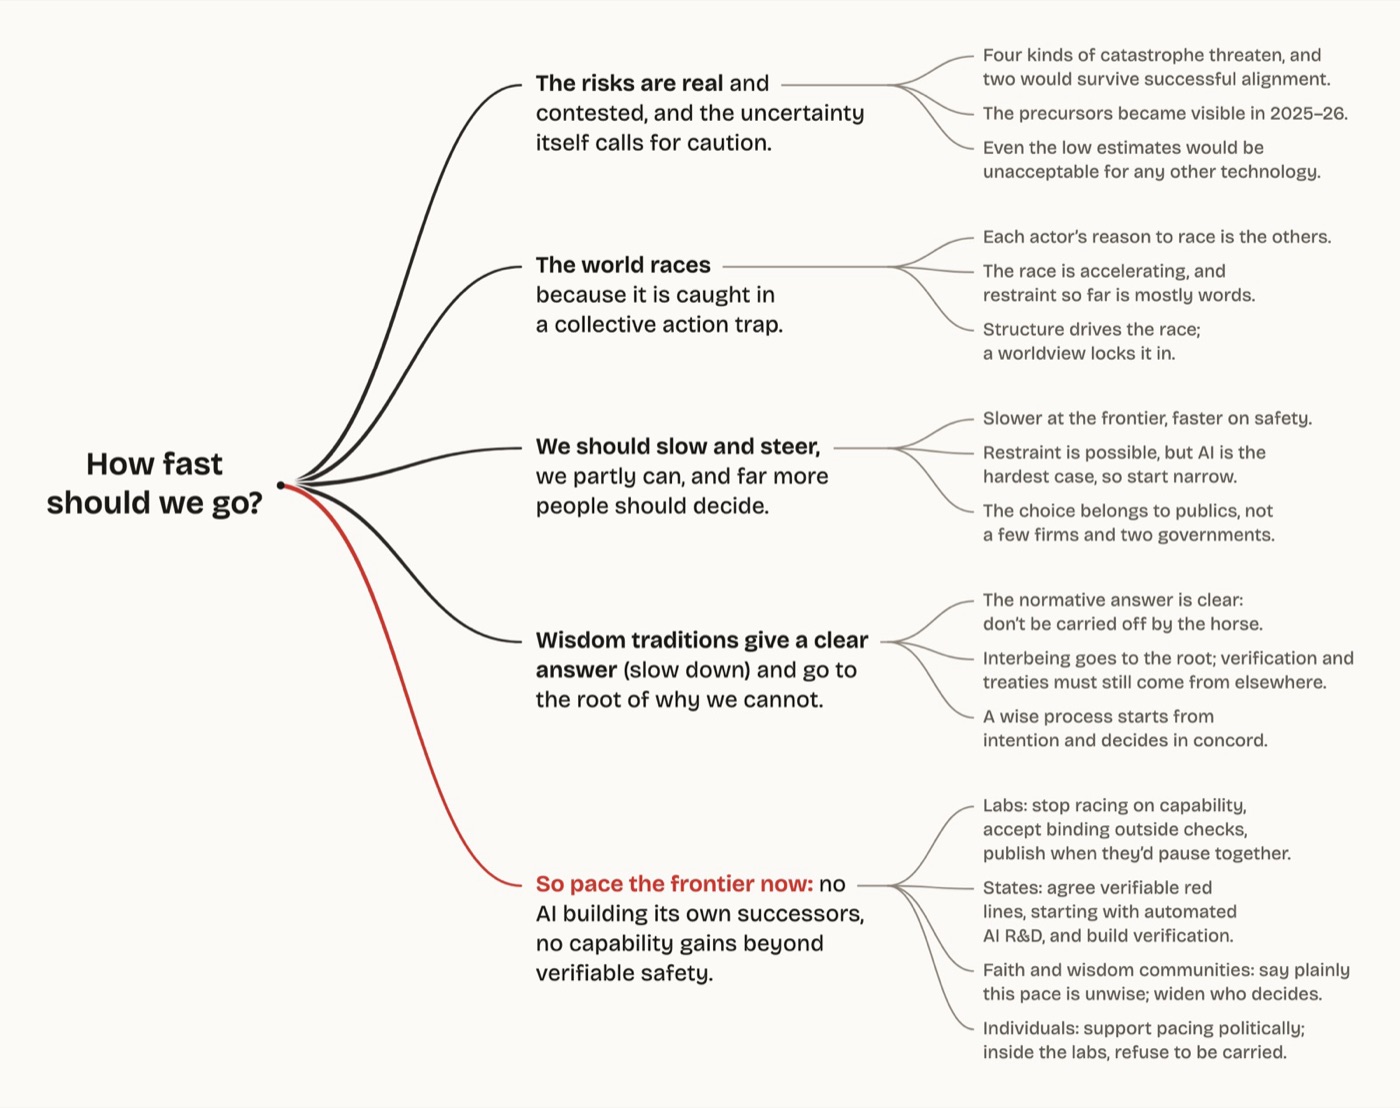 How fast
should we go?
The risks are real and
contested, and the uncertainty
itself calls for caution.
Four kinds of catastrophe threaten, and
two would survive successful alignment.
The precursors became visible in 2025–26.
Even the low estimates would be
unacceptable for any other technology.
The world races
because it is caught in
a collective action trap.
Each actor's reason to race is the others.
The race is accelerating, and
restraint so far is mostly words.
Structure drives the race;
a worldview locks it in.
We should slow and steer,
we partly can, and far more
people should decide.
Slower at the frontier, faster on safety.
Restraint is possible, but AI is the
hardest case, so start narrow.
The choice belongs to publics, not
a few firms and two governments.
Wisdom traditions give a clear
answer (slow down) and go to
the root of why we cannot.
The normative answer is clear:
don't be carried off by the horse.
Interbeing goes to the root; verification and
treaties must still come from elsewhere.
A wise process starts from
intention and decides in concord.
So pace the frontier now: no
AI building its own successors,
no capability gains beyond
verifiable safety.
Labs: stop racing on capability,
accept binding outside checks,
publish when they'd pause together.
States: agree verifiable red
lines, starting with automated
AI R&D, and build verification.
Faith and wisdom communities: say plainly
this pace is unwise; widen who decides.
Individuals: support pacing politically;
inside the labs, refuse to be carried.